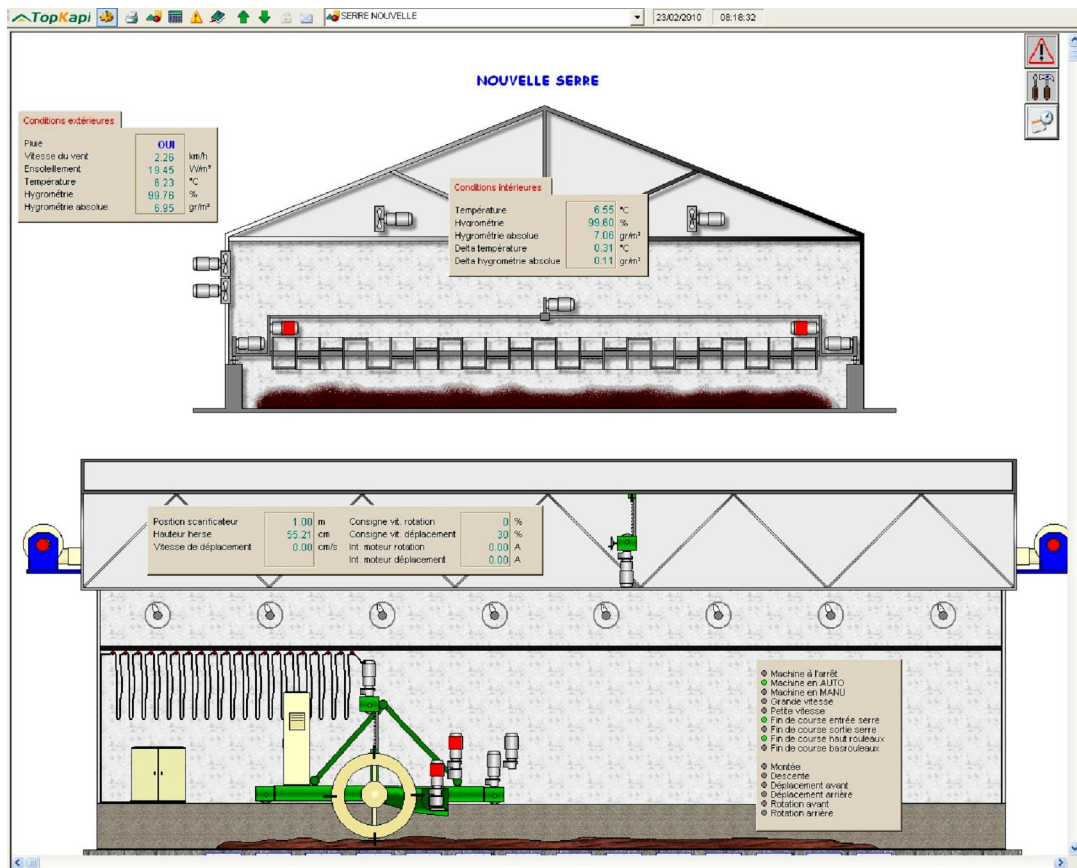 TopKapi
SERRE NOUVELLE
23/02/2010
08:18:32
NOUVELLE SERRE
Conditions extérieures
Pluie OUI
Vitesse du vent 2.26 km/h
Ensoleillement 19.45 W/m²
Température 6.23 °C
Hygrométrie 99.76 %
Hygrométrie absolue 6.95 gr/m³
Conditions intérieures
Température 6.55 °C
Hygrométrie 99.60 %
Hygrométrie absolue 7.06 gr/m³
Delta température 0.31 °C
Delta hygrométrie absolue 0.11 gr/m³
Position scarificateur 1.00 m
Hauteur herse 55.21 cm
Vitesse de déplacement 0.00 cm/s
Consigne vit. rotation 0 %
Consigne vit. déplacement 30 %
Int. moteur rotation 0.00 A
Int. moteur déplacement 0.00 A
Machine à l'arrêt
Machine en AUTO
Machine en MANU
Grande vitesse
Petite vitesse
Fin de course entrée serre
Fin de course sortie serre
Fin de course haut rouleaux
Fin de course basrouleaux
Montée
Descente
Déplacement avant
Déplacement arrière
Rotation avant
Rotation arrière